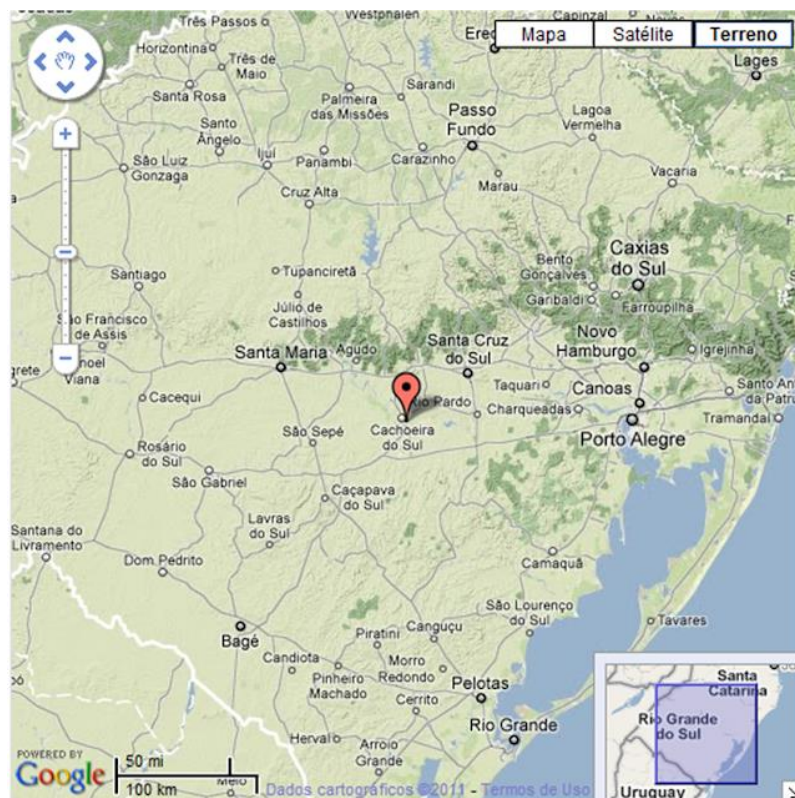 Três Passos
Westphalen
Capinzal
Horizontina
Erec
Mapa
Satélite
Terreno
Três de
Maio
Lages
Santa Rosa
Palmeira
das Missões
Sarandi
Passo
Fundo
Lagoa
Vermelha
Santo
Ângelo
São Luiz
Gonzaga
Ijuí
Panambi
Carazinho
Marau
Vacaria
Cruz Alta
Caxias
do Sul
Bento
Gonçalves
Santiago
Tupanciretã
Garibaldi
Farroupilha
Júlio de
Castilhos
São Francisco
de Assis
Santa Maria
Agudo
Santa Cruz
do Sul
Novo
Hamburgo
Igrejinha
grete
noel
Viana
Taquari
Canoas
Santo An
da Patru
Cacequi
Rio Pardo
Charqueadas
Tramandaí
Cachoeira
do Sul
Porto Alegre
São Sepé
Rosário
do Sul
São Gabriel
Caçapava
do Sul
Lavras
do Sul
Santana do
Livramento
Dom Pedrito
Camaquã
São Lourenço
do Sul
Tavares
Bagé
Canguçu
Piratini
Candiota
Pinheiro
Machado
Morro
Redondo
Pelotas
Cerrito
Rio Grande
Herval
Arroio
Grande
Santa
Catarina
Rio Grande
do Sul
Uruguay
POWERED BY
Google
50 mi
100 km
Melo
Dados cartográficos ©2011 - Termos de Uso